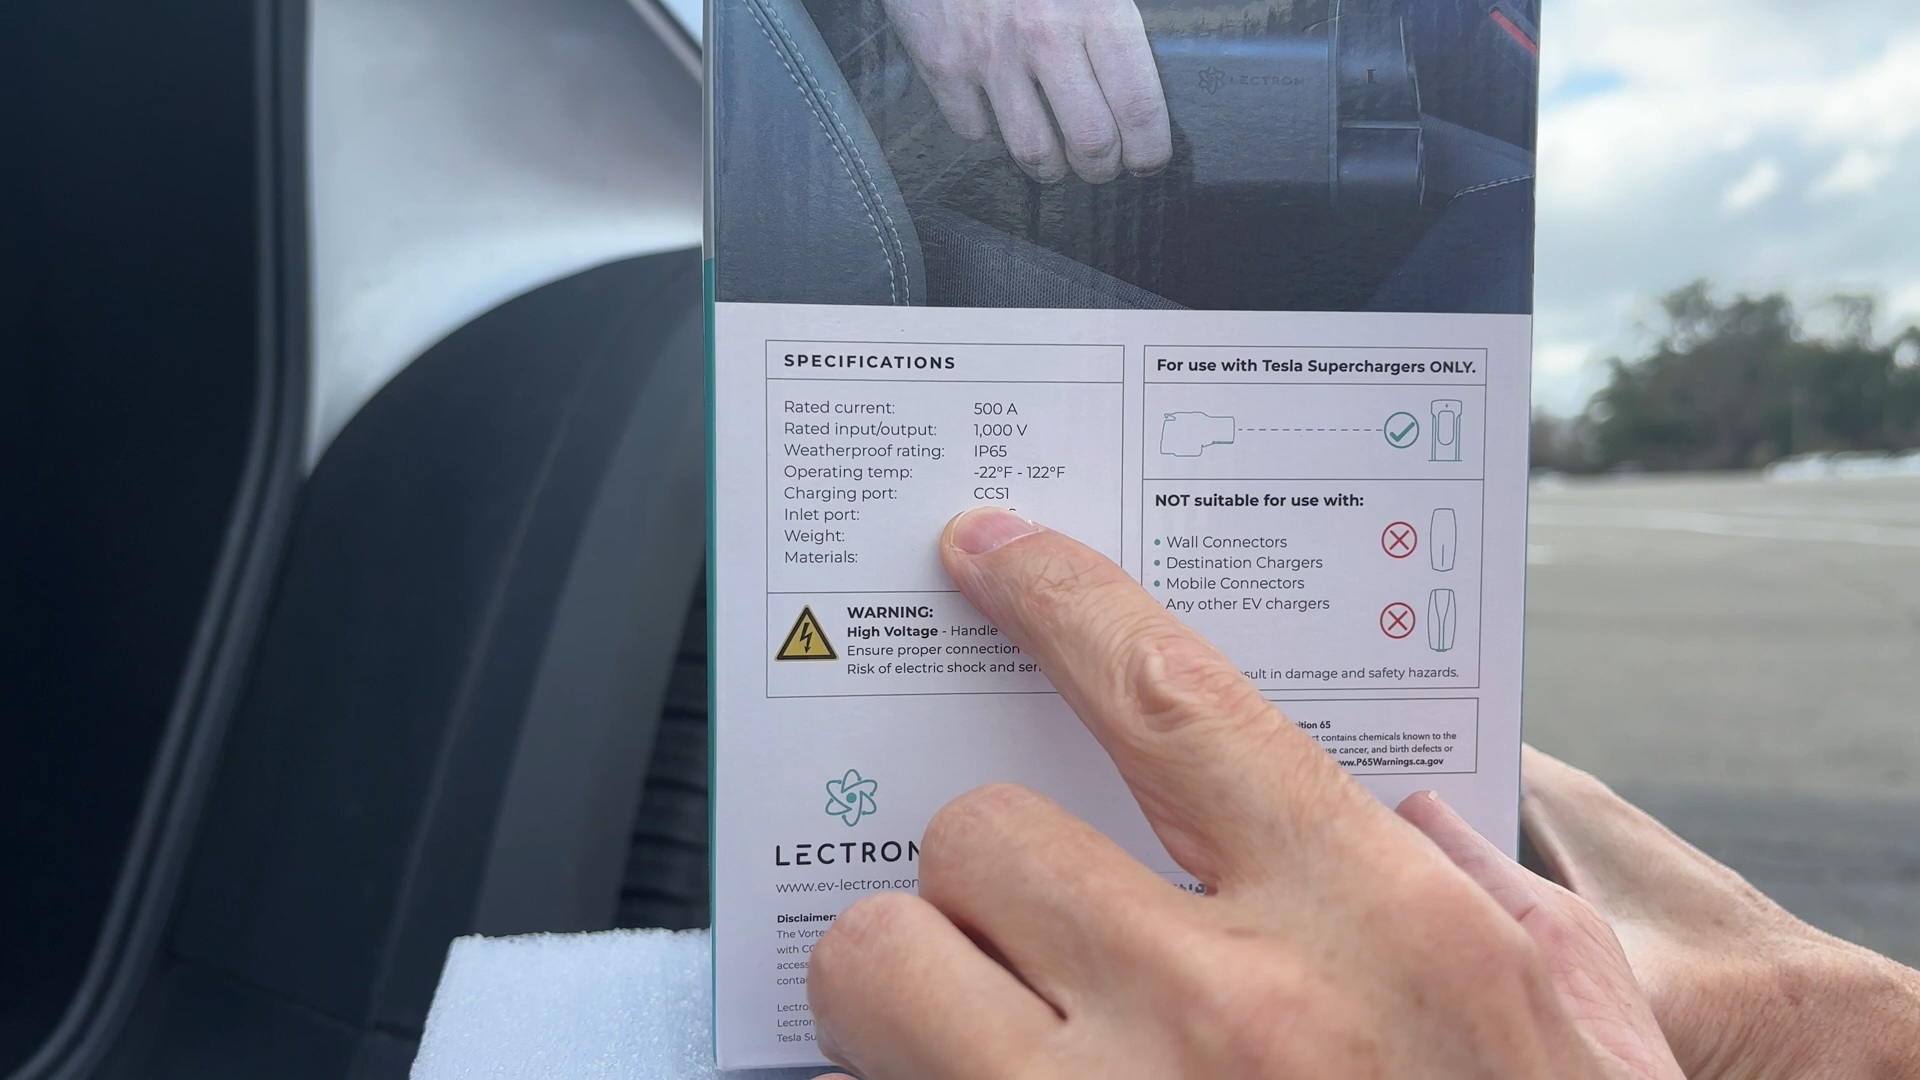 LECTRON
SPECIFICATIONS
Rated current: 500 A
Rated input/output: 1,000 V
Weatherproof rating: IP65
Operating temp: -22°F - 122°F
Charging port: CCS1
Inlet port:
Weight:
Materials:
WARNING:
High Voltage - Handle
Ensure proper connection
Risk of electric shock and
For use with Tesla Superchargers ONLY.
NOT suitable for use with:
• Wall Connectors
• Destination Chargers
• Mobile Connectors
Any other EV chargers
in damage and safety hazards.
65
contains chemicals known to the
cancer, and birth defects or
www.P65Warnings.ca.gov
LECTRON
www.ev-lectron.com
Disclaimer:
The
with
Tesla